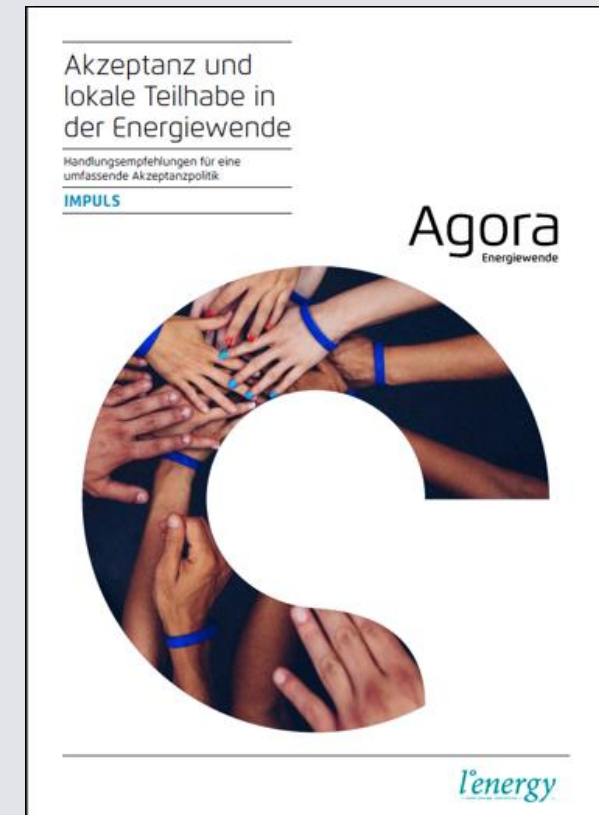 Akzeptanz und
lokale Teilhabe in
der Energiewende
Handlungsempfehlungen für eine
umfassende Akzeptanzpolitik
IMPULS
Agora
Energiewende
l'energy